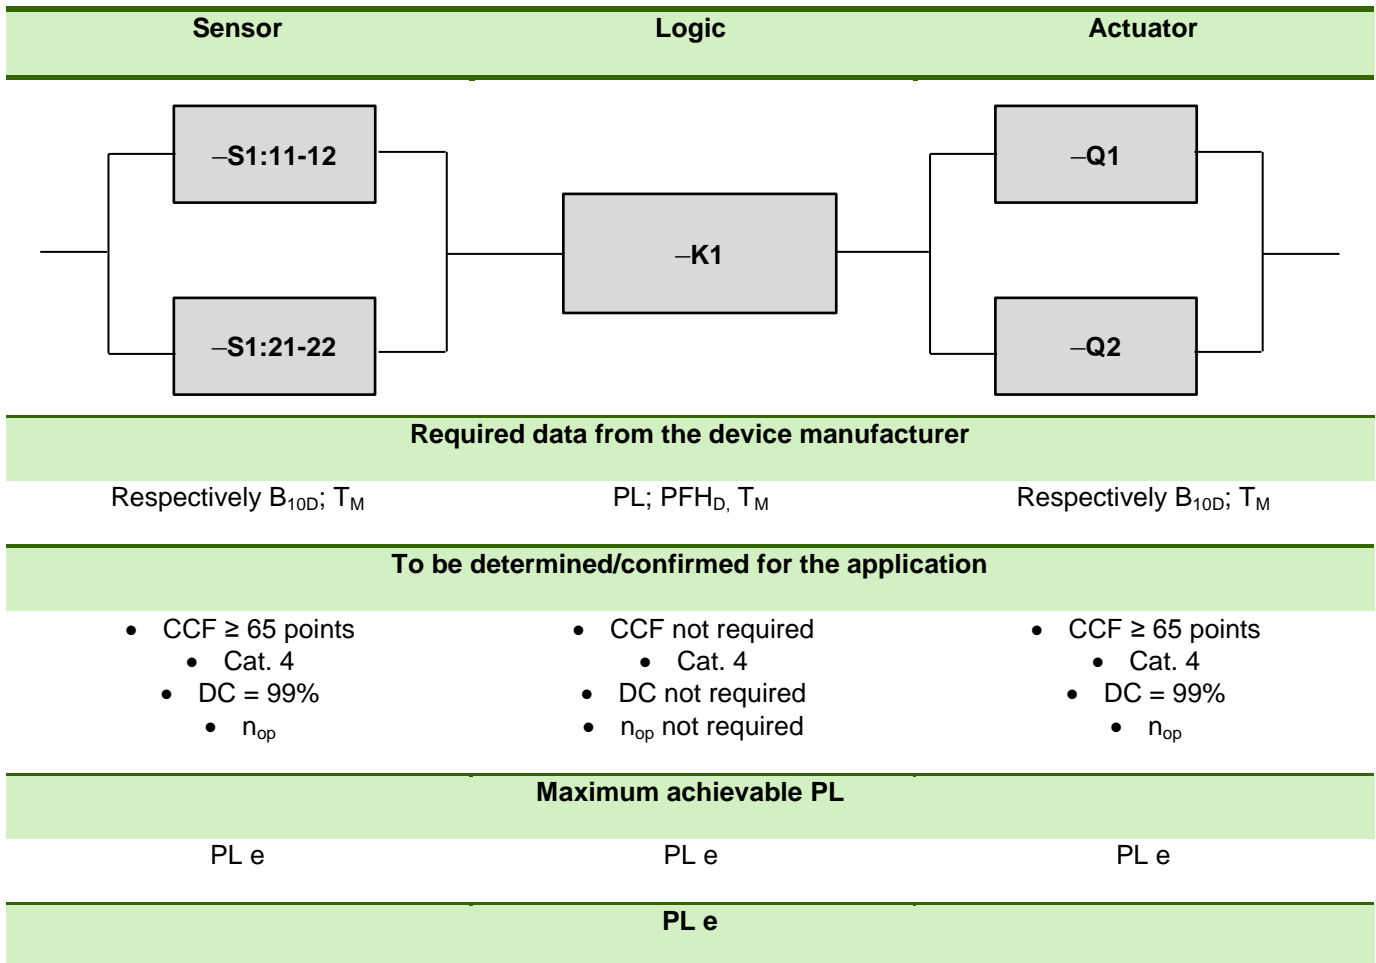 Sensor Logic Actuator
–S1:11-12 –Q1
–K1
–S1:21-22 –Q2
Required data from the device manufacturer
Respectively B10D; TM PL; PFHD, TM Respectively B10D; TM
To be determined/confirmed for the application
• CCF ≥ 65 points • CCF not required • CCF ≥ 65 points
• Cat. 4 • Cat. 4 • Cat. 4
• DC = 99% • DC not required • DC = 99%
• nop • nop not required • nop
Maximum achievable PL
PL e PL e PL e
PL e